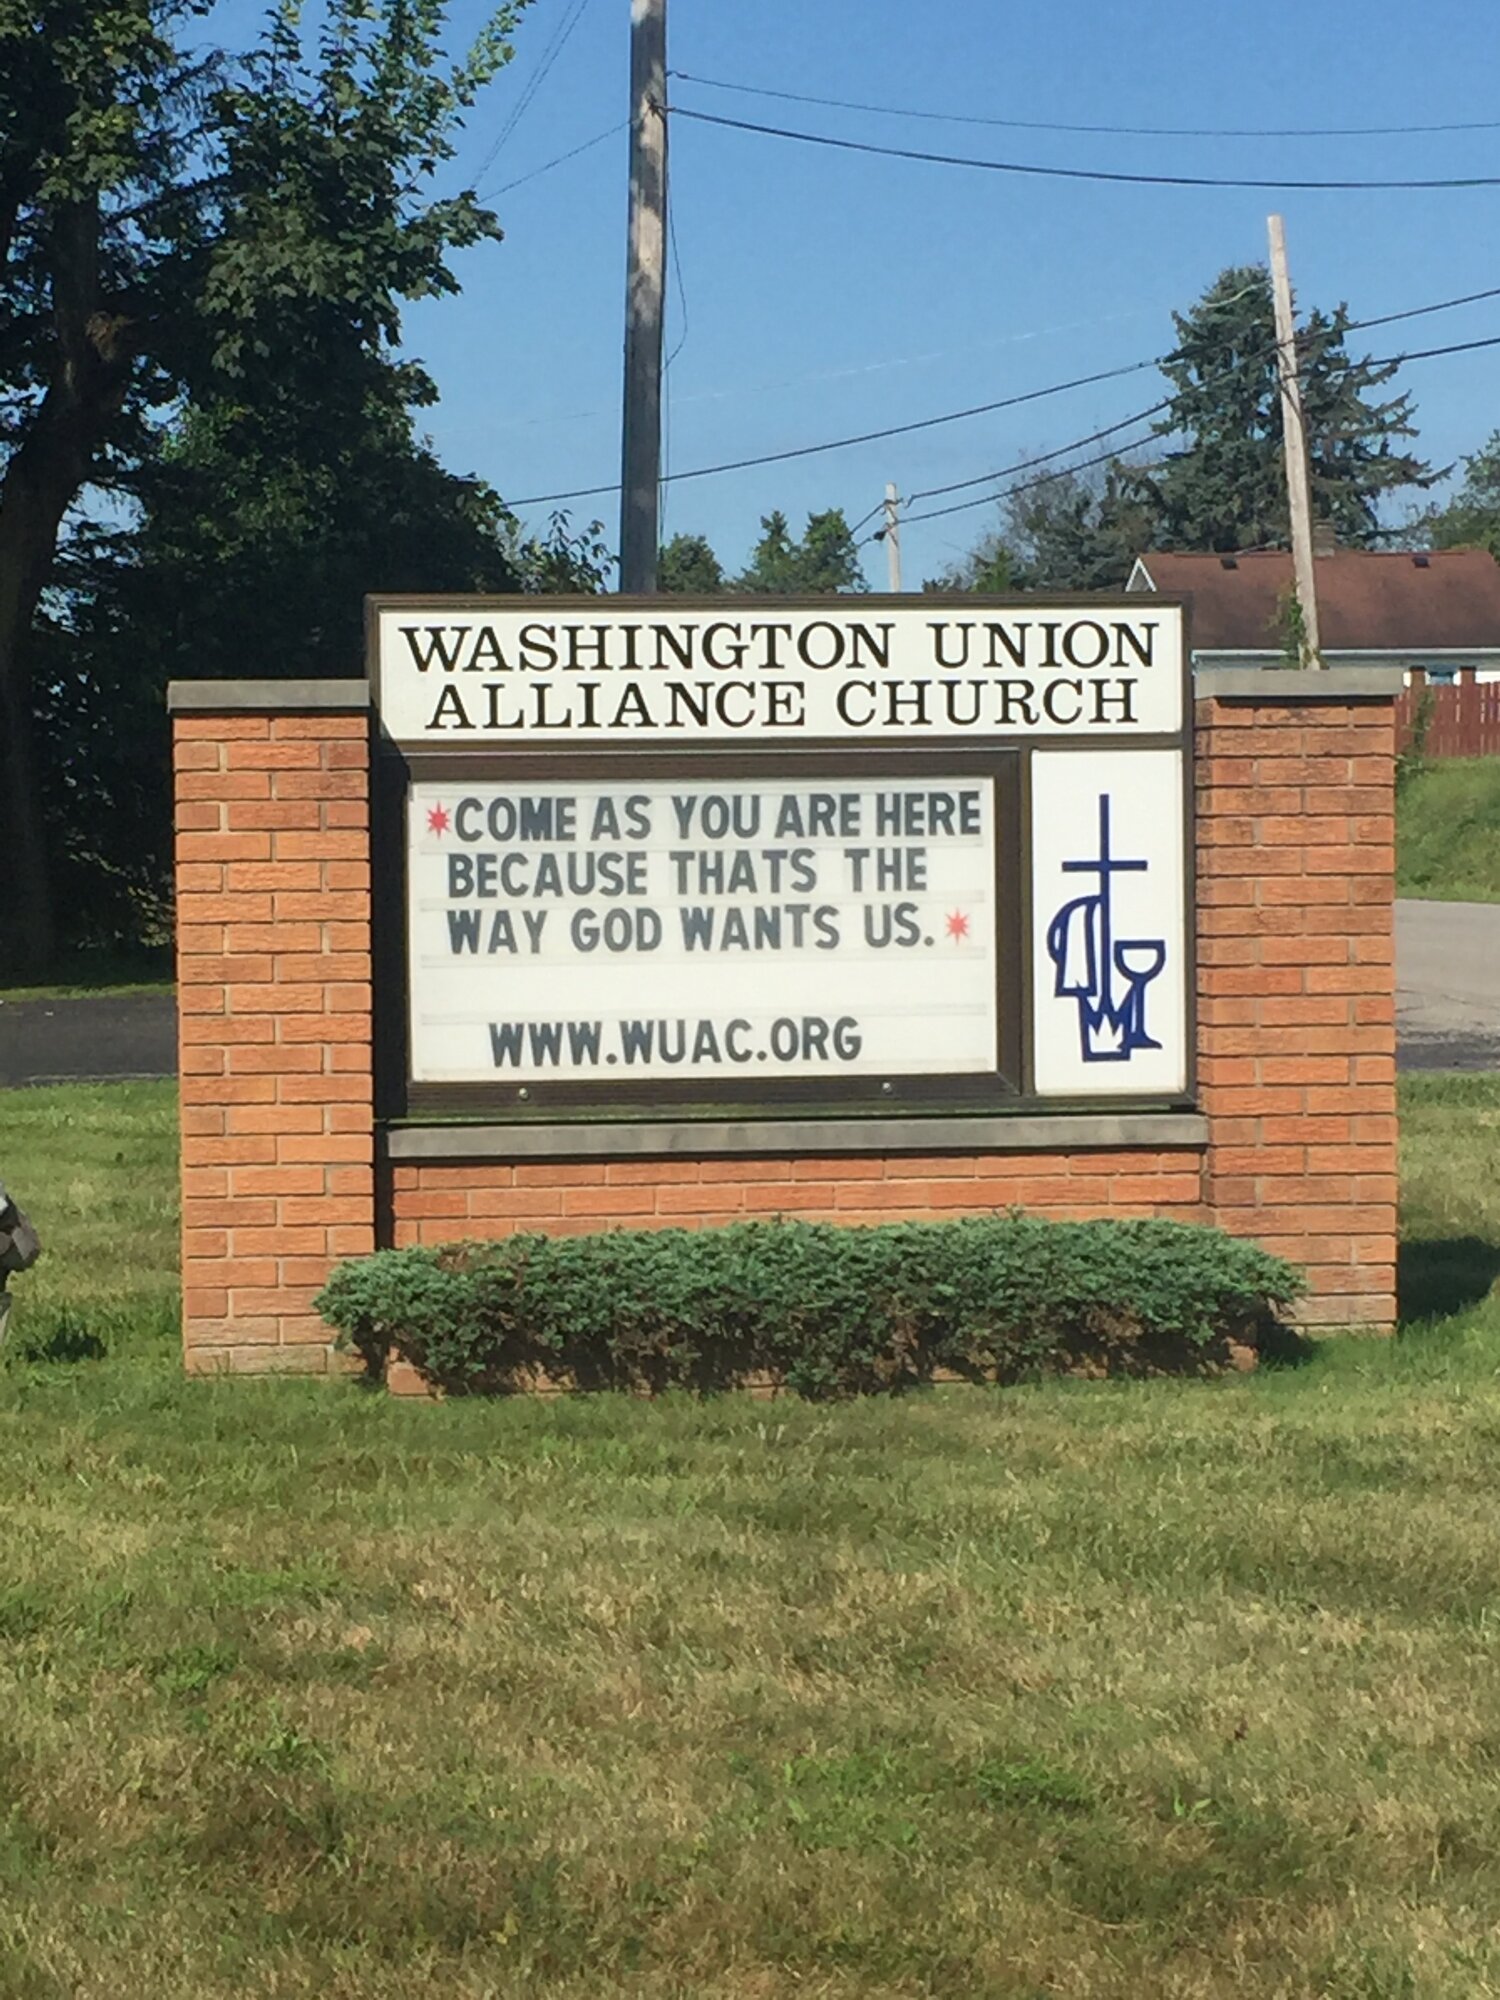 WASHINGTON UNION
ALLIANCE CHURCH
*COME AS YOU ARE HERE
BECAUSE THATS THE
WAY GOD WANTS US.*
WWW.WUAC.ORG